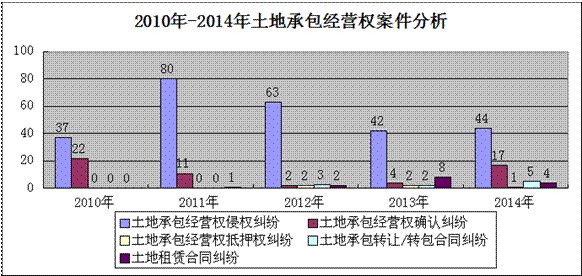 2010年-2014年土地承包经营权案件分析
100
80
60
40
20
0
37 22 0 0 0
80 11 0 0 1
63 2 2 3 2
42 4 2 2 8
44 17 1 5 4
2010年 2011年 2012年 2013年 2014年
土地承包经营权侵权纠纷 土地承包经营权确认纠纷
土地承包经营权抵押权纠纷 土地承包转让/转包合同纠纷
土地租赁合同纠纷